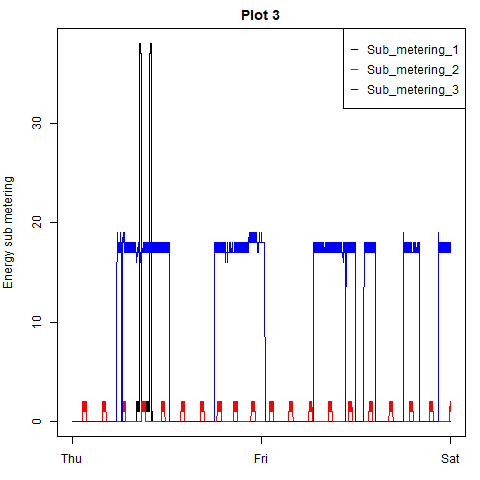 Plot 3
Sub_metering_1
Sub_metering_2
Sub_metering_3
Energy sub metering
30
20
10
0
Thu Fri Sat